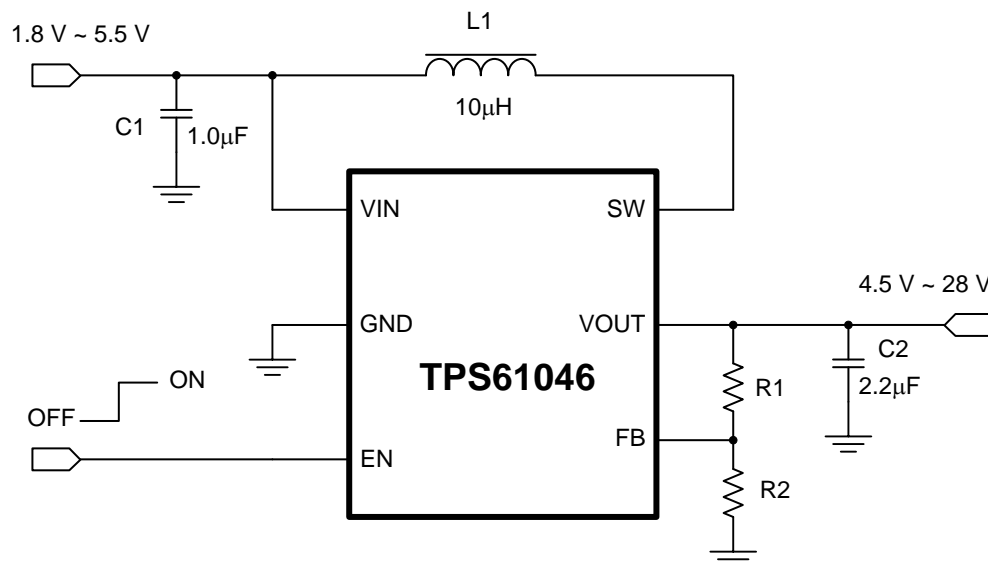 L1
1.8 V ~ 5.5 V
10μH
C1
1.0μF
VIN
SW
4.5 V ~ 28 V
GND
VOUT
C2
TPS61046
ON
R1
2.2μF
OFF
FB
EN
R2